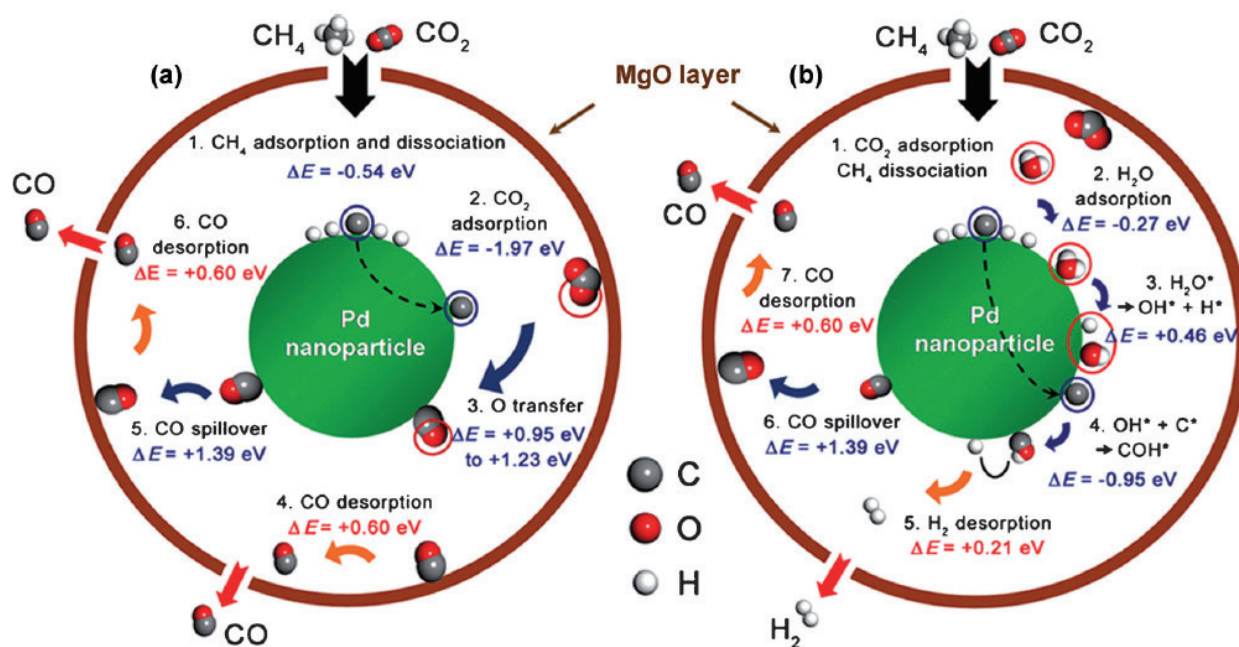 CH4
CO2
(a)
1. CH4 adsorption and dissociation
ΔE = -0.54 eV
2. CO2
adsorption
ΔE = -1.97 eV
Pd
nanoparticle
3. O transfer
ΔE = +0.95 eV
to +1.23 eV
4. CO desorption
ΔE = +0.60 eV
CO
5. CO spillover
ΔE = +1.39 eV
6. CO
desorption
ΔE = +0.60 eV
CO
MgO layer
C
O
H
CH4
CO2
(b)
1. CO2 adsorption
CH4 dissociation
2. H2O
adsorption
ΔE = -0.27 eV
3. H2O*
→OH* + H*
ΔE = +0.46 eV
Pd
nanoparticle
4. OH* + C*
→COH*
ΔE = -0.95 eV
5. H2 desorption
ΔE = +0.21 eV
H2
6. CO spillover
ΔE = +1.39 eV
7. CO
desorption
ΔE = +0.60 eV
CO